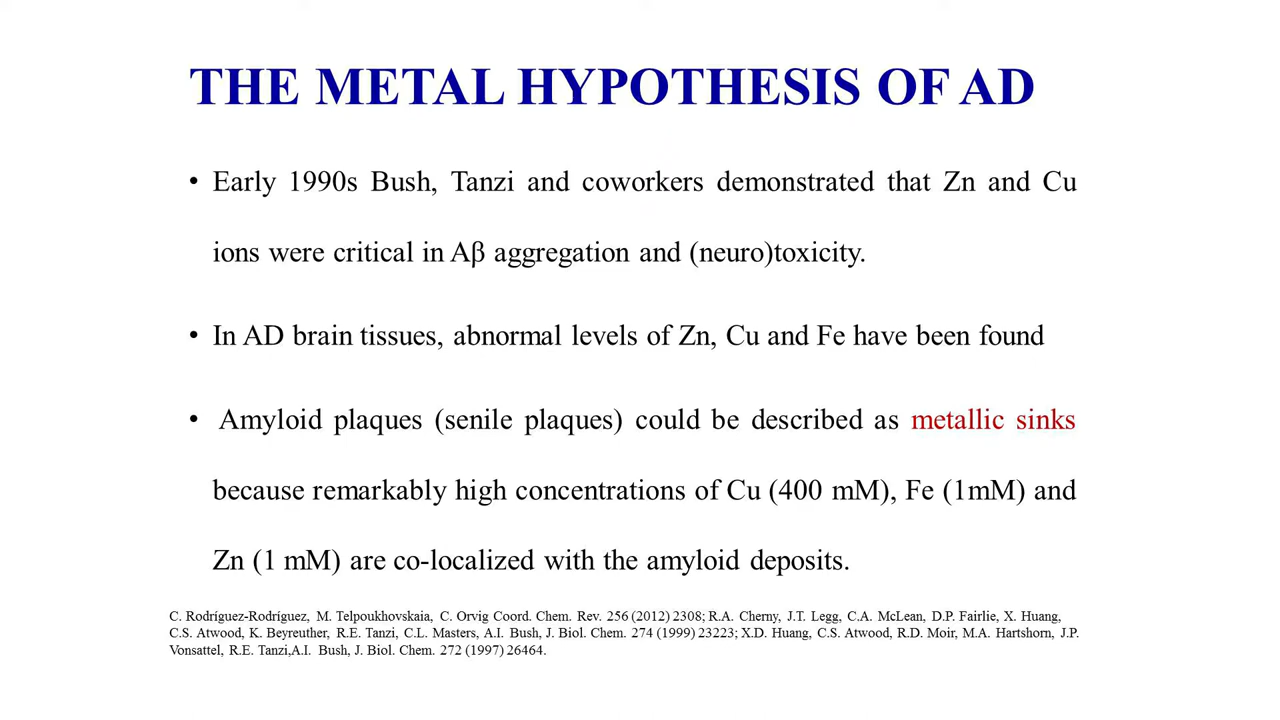 THE METAL HYPOTHESIS OF AD
• Early 1990s Bush, Tanzi and coworkers demonstrated that Zn and Cu
ions were critical in Aβ aggregation and (neuro)toxicity.
• In AD brain tissues, abnormal levels of Zn, Cu and Fe have been found
• Amyloid plaques (senile plaques) could be described as metallic sinks
because remarkably high concentrations of Cu (400 mM), Fe (1mM) and
Zn (1 mM) are co-localized with the amyloid deposits.
C. Rodríguez-Rodríguez, M. Telpoukhovskaia, C. Orvig Coord. Chem. Rev. 256 (2012) 2308; R.A. Cherny, J.T. Legg, C.A. McLean, D.P. Fairlie, X. Huang,
C.S. Atwood, K. Beyreuther, R.E. Tanzi, C.L. Masters, A.I. Bush, J. Biol. Chem. 274 (1999) 23223; X.D. Huang, C.S. Atwood, R.D. Moir, M.A. Hartshorn, J.P.
Vonsattel, R.E. Tanzi,A.I. Bush, J. Biol. Chem. 272 (1997) 26464.